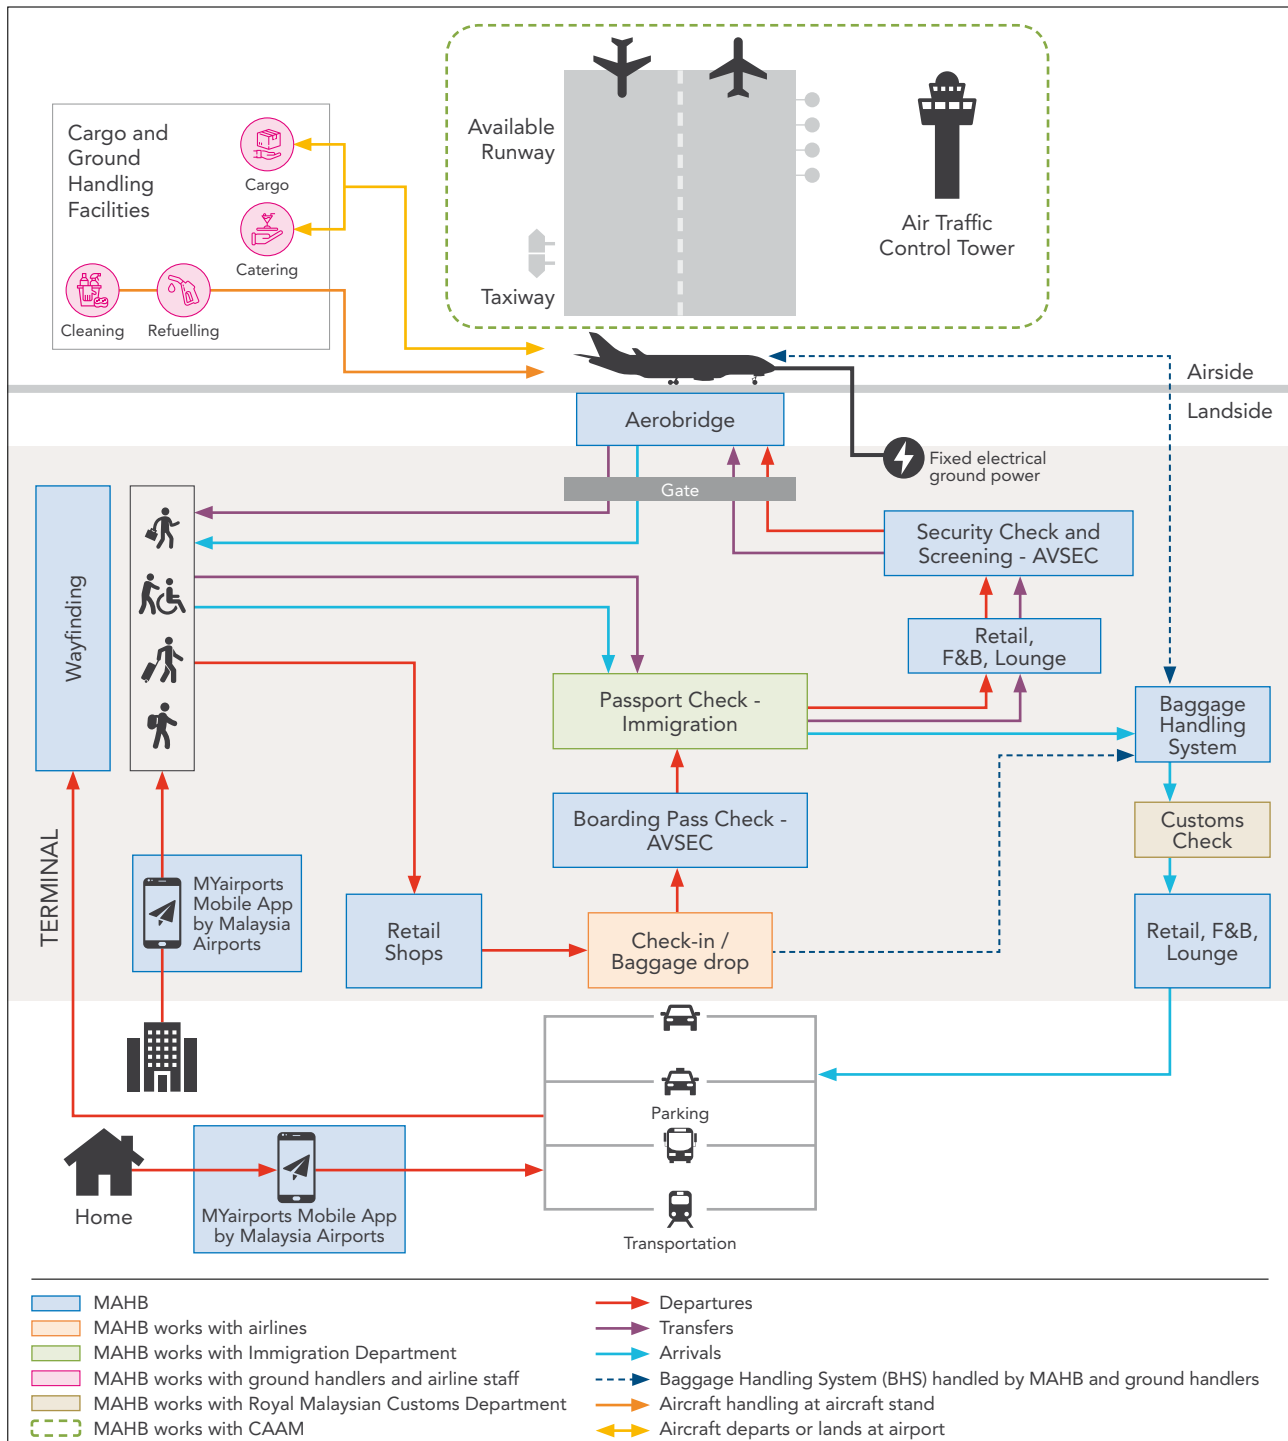 Cargo and
Ground
Handling
Facilities
Cargo
Catering
Cleaning
Refuelling
Available
Runway
Taxiway
Air Traffic
Control Tower
Airside
Landside
Aerobridge
Fixed electrical
ground power
Gate
Wayfinding
Security Check and
Screening - AVSEC
Retail,
F&B, Lounge
Passport Check -
Immigration
Baggage
Handling
System
Boarding Pass Check -
AVSEC
Customs
Check
TERMINAL
MYairports
Mobile App
by Malaysia
Airports
Retail
Shops
Check-in /
Baggage drop
Retail, F&B,
Lounge
Parking
Home
MYairports Mobile App
by Malaysia Airports
Transportation
MAHB
MAHB works with airlines
MAHB works with Immigration Department
MAHB works with ground handlers and airline staff
MAHB works with Royal Malaysian Customs Department
MAHB works with CAAM
Departures
Transfers
Arrivals
Baggage Handling System (BHS) handled by MAHB and ground handlers
Aircraft handling at aircraft stand
Aircraft departs or lands at airport